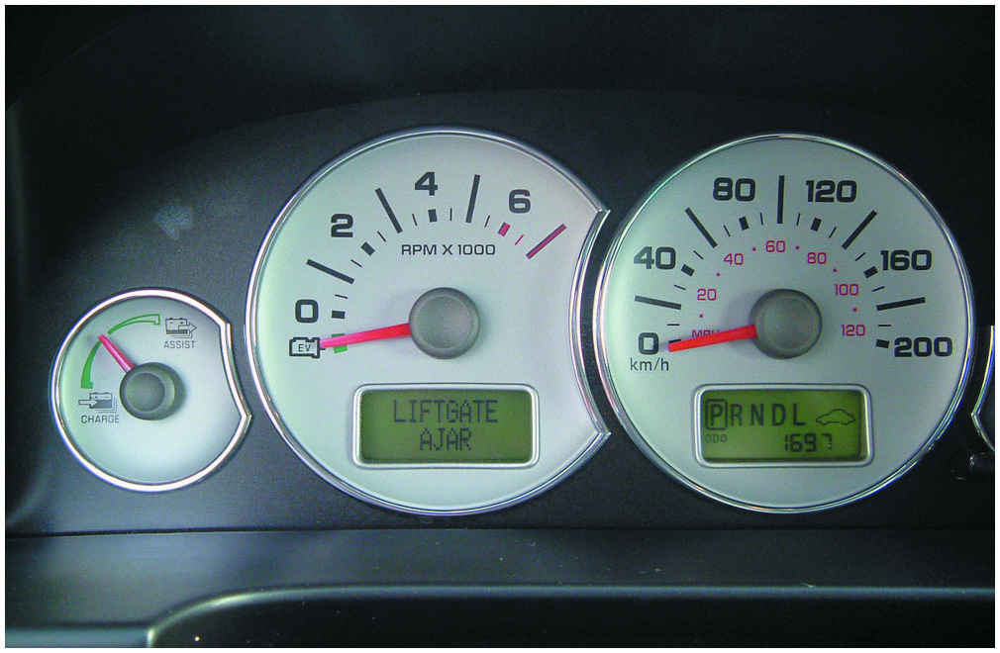 ASSIST
CHARGE
0
2
4
6
RPM X 1000
EV
LIFTGATE
AJAR
0
40
80
120
160
200
km/h
MPH
20
40
60
80
100
120
PRNDL
ODO 1697